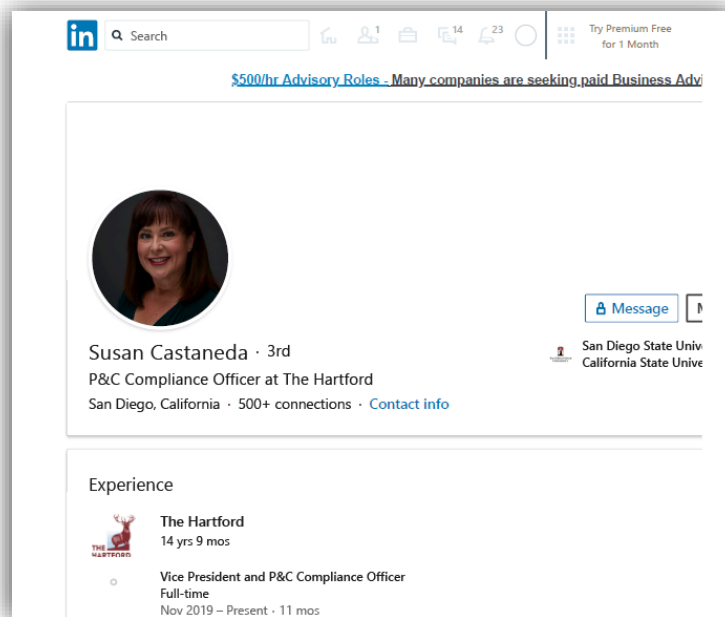 in
Search
1
14
23
Try Premium Free
for 1 Month
$500/hr Advisory Roles - Many companies are seeking paid Business Advi
Message
M
Susan Castaneda · 3rd
P&C Compliance Officer at The Hartford
San Diego, California · 500+ connections · Contact info
San Diego State Unive
California State Unive
Experience
THE HARTFORD
The Hartford
14 yrs 9 mos
Vice President and P&C Compliance Officer
Full-time
Nov 2019 – Present · 11 mos